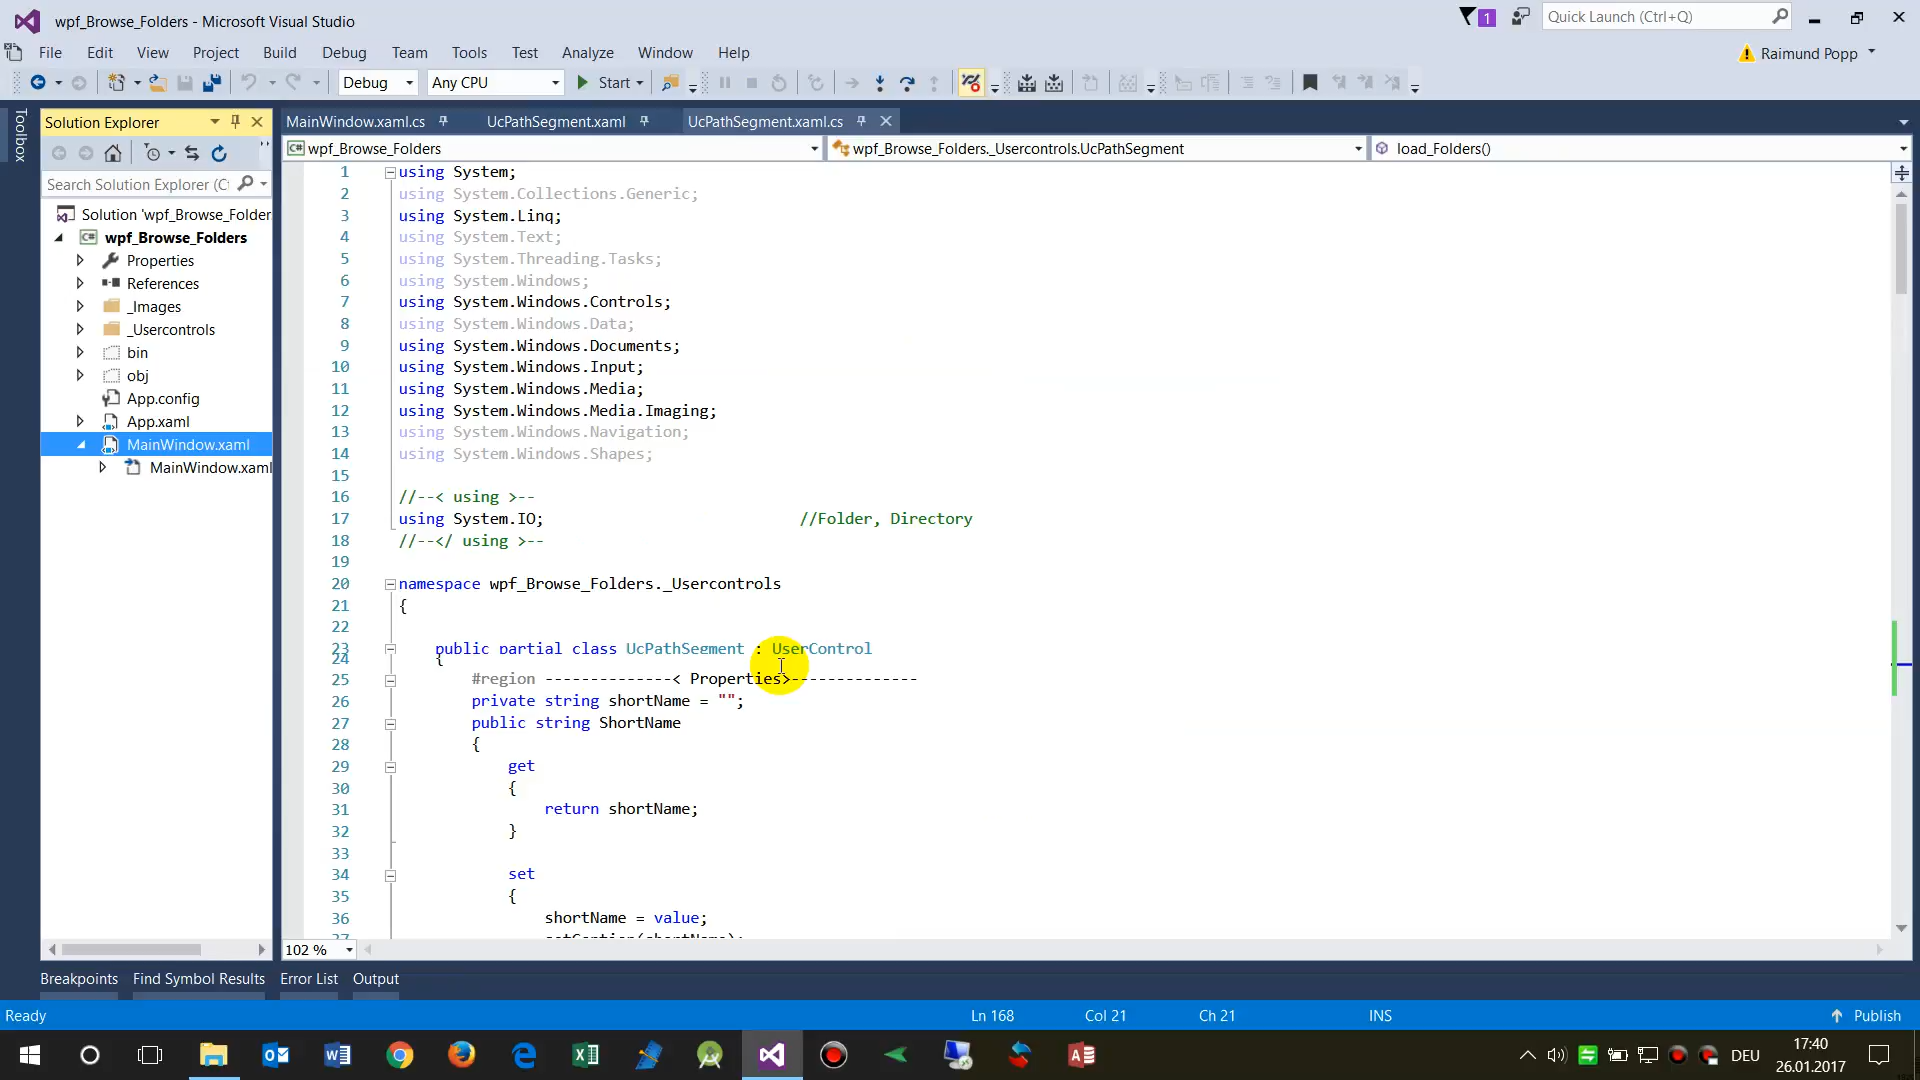 wpf_Browse_Folders - Microsoft Visual Studio
1
Quick Launch (Ctrl+Q)
File Edit View Project Build Debug Team Tools Test Analyze Window Help
Raimund Popp
Debug Any CPU Start
Toolbox
Solution Explorer
Search Solution Explorer (C
Solution 'wpf_Browse_Folder
wpf_Browse_Folders
Properties
References
_Images
_Usercontrols
bin
obj
App.config
App.xaml
MainWindow.xaml
MainWindow.xaml
MainWindow.xaml.cs UcPathSegment.xaml UcPathSegment.xaml.cs
wpf_Browse_Folders wpf_Browse_Folders._Usercontrols.UcPathSegment load_Folders()
1 using System;
2 using System.Collections.Generic;
3 using System.Linq;
4 using System.Text;
5 using System.Threading.Tasks;
6 using System.Windows;
7 using System.Windows.Controls;
8 using System.Windows.Data;
9 using System.Windows.Documents;
10 using System.Windows.Input;
11 using System.Windows.Media;
12 using System.Windows.Media.Imaging;
13 using System.Windows.Navigation;
14 using System.Windows.Shapes;
15
16 //--< using >--
17 using System.IO; //Folder, Directory
18 //--</ using >--
19
20 namespace wpf_Browse_Folders._Usercontrols
21 {
22
23 public partial class UcPathSegment : UserControl
24 {
25 #region --------------< Properties>--------------
26 private string shortName = "";
27 public string ShortName
28 {
29 get
30 {
31 return shortName;
32 }
33
34 set
35 {
36 shortName = value;
102 %
Breakpoints Find Symbol Results Error List Output
Ready Ln 168 Col 21 Ch 21 INS Publish
DEU
17:40
26.01.2017